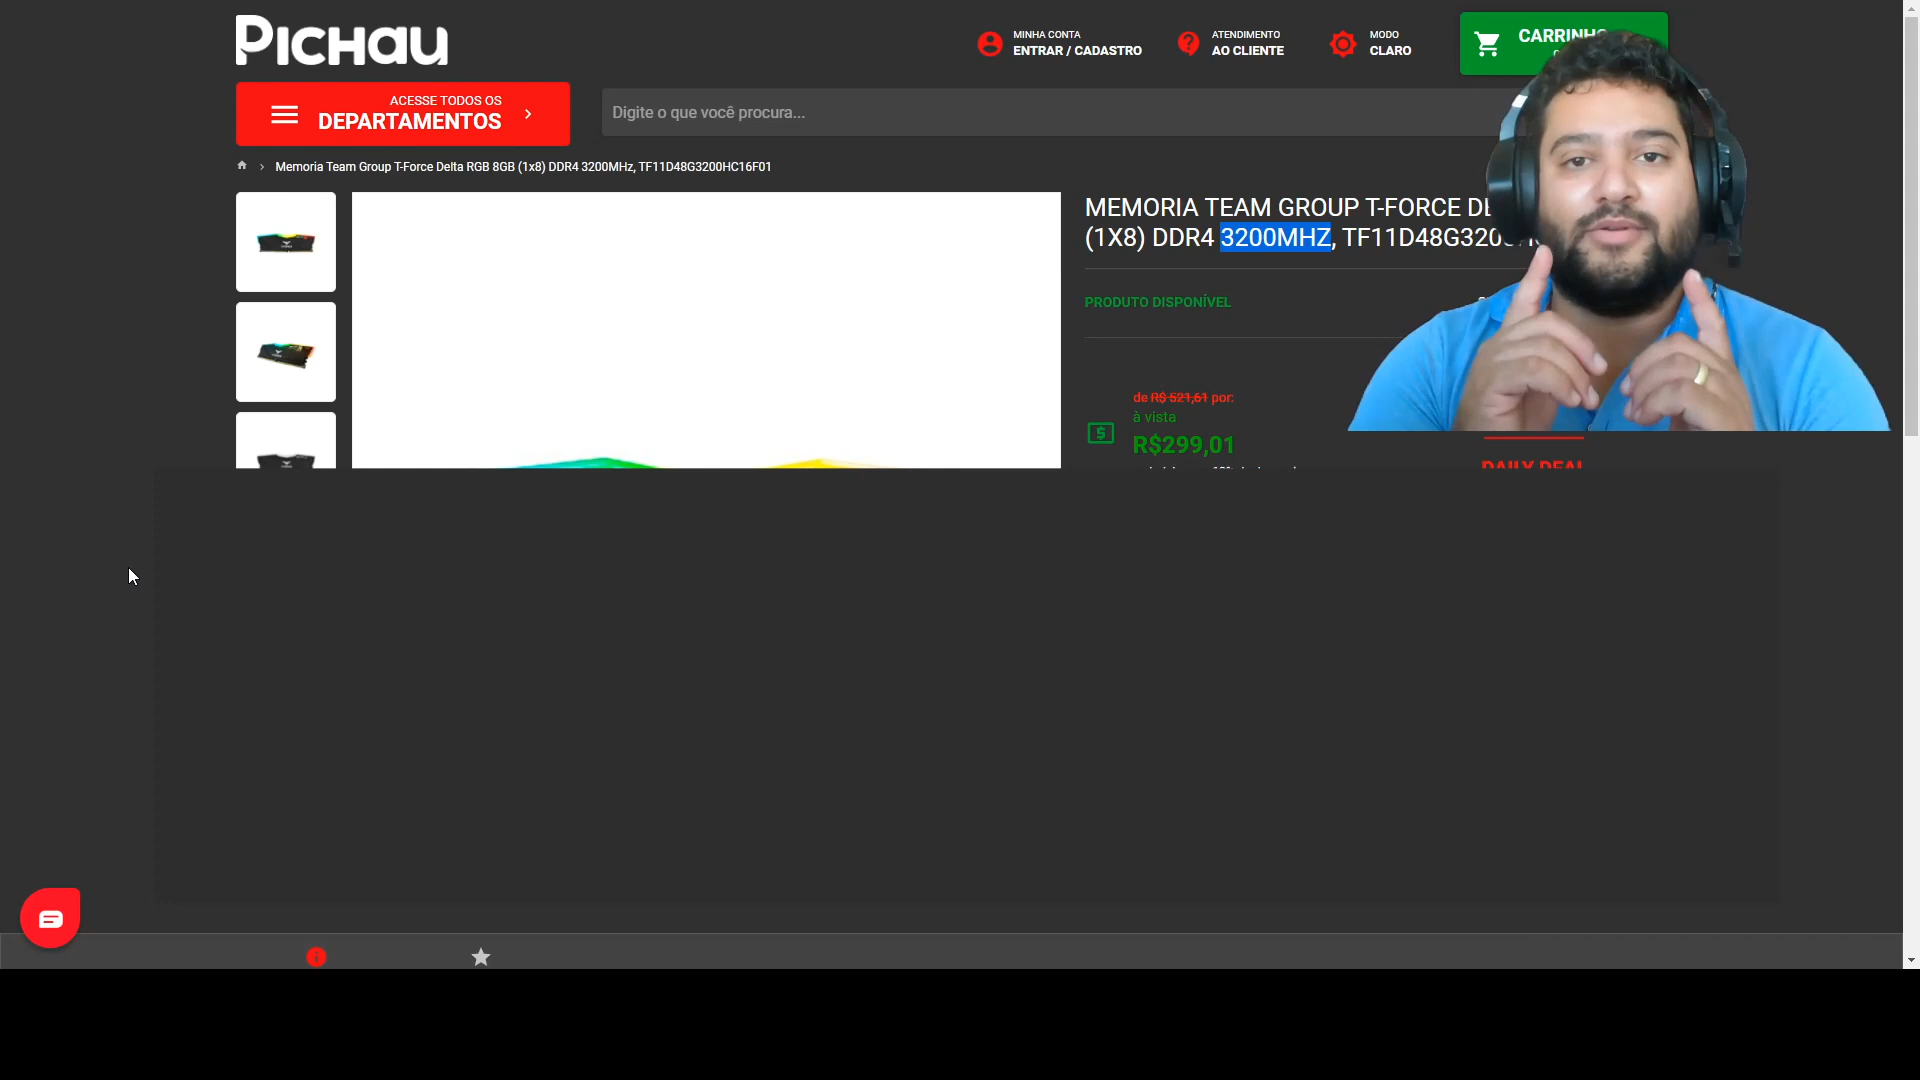 PICHAU
MINHA CONTA
ENTRAR / CADASTRO
ATENDIMENTO
AO CLIENTE
MODO
CLARO
ACESSE TODOS OS
DEPARTAMENTOS
Digite o que você procura...
Memoria Team Group T-Force Delta RGB 8GB (1x8) DDR4 3200MHz, TF11D48G3200HC16F01
MEMORIA TEAM GROUP T-FORCE
(1X8) DDR4 3200MHZ,
PRODUTO DISPONÍVEL
de R$ 521,61 por:
à vista
R$299,01
DAILY DEAL